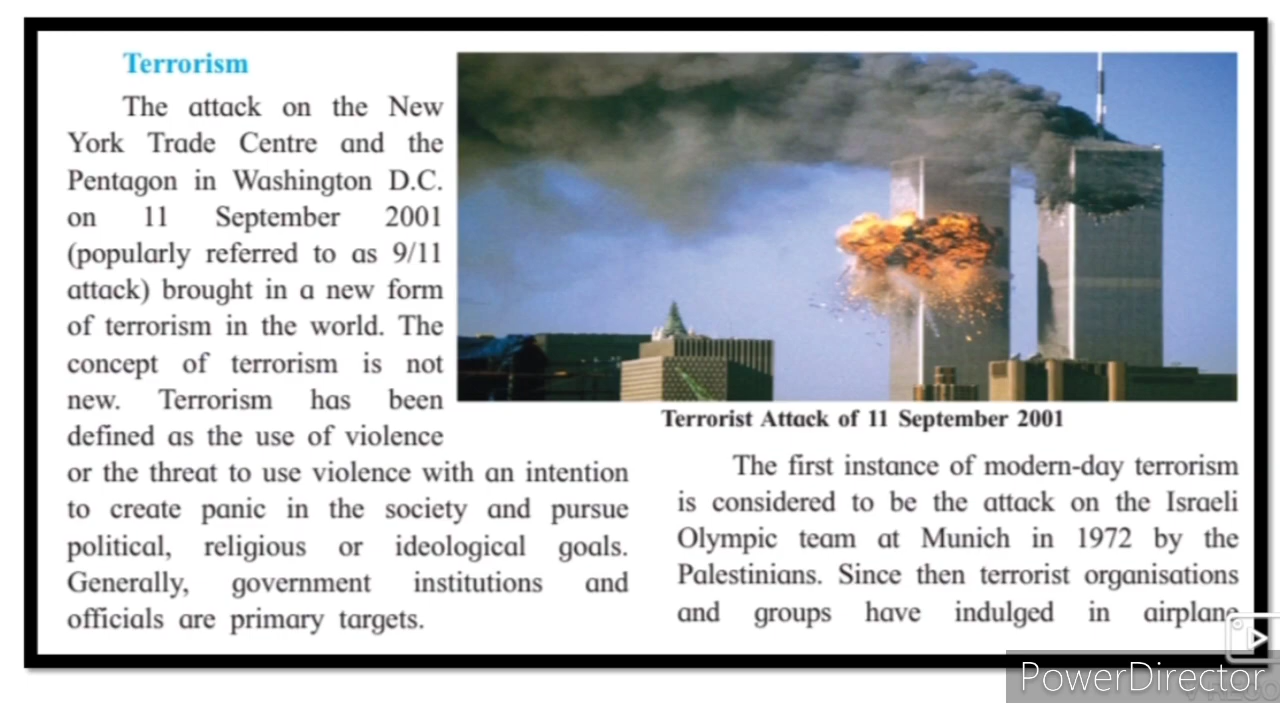 Terrorism
The attack on the New
York Trade Centre and the
Pentagon in Washington D.C.
on 11 September 2001
(popularly referred to as 9/11
attack) brought in a new form
of terrorism in the world. The
concept of terrorism is not
new. Terrorism has been
defined as the use of violence
or the threat to use violence with an intention
to create panic in the society and pursue
political, religious or ideological goals.
Generally, government institutions and
officials are primary targets.
Terrorist Attack of 11 September 2001
The first instance of modern-day terrorism
is considered to be the attack on the Israeli
Olympic team at Munich in 1972 by the
Palestinians. Since then terrorist organisations
and groups have indulged in airplane
PowerDirector